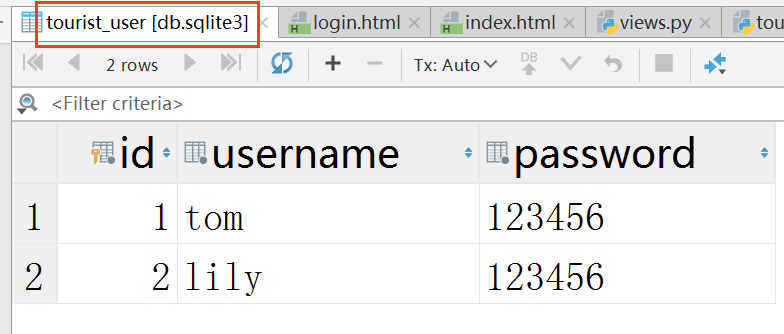 tourist_user [db.sqlite3] login.html index.html views.py tou
2 rows Tx: Auto DB
<Filter criteria>
id username password
1 1 tom 123456
2 2 lily 123456